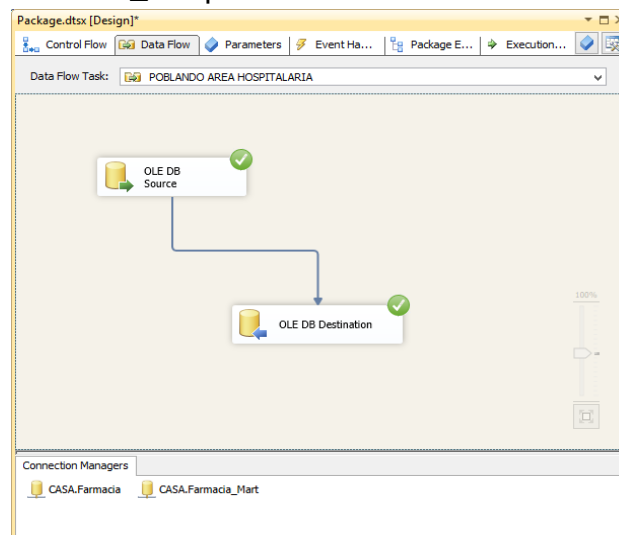 Package.dtsx [Design]*
Control Flow Data Flow Parameters Event Ha... Package E... Execution...
Data Flow Task: POBLANDO AREA HOSPITALARIA
OLE DB
Source
OLE DB Destination
100%
Connection Managers
CASA.Farmacia CASA.Farmacia_Mart